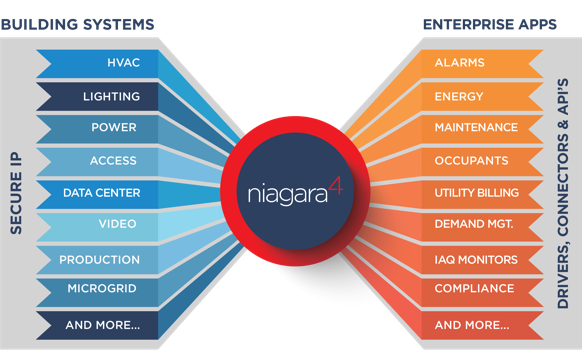 BUILDING SYSTEMS
ENTERPRISE APPS
SECURE IP
HVAC
LIGHTING
POWER
ACCESS
DATA CENTER
VIDEO
PRODUCTION
MICROGRID
AND MORE...
niagara4
ALARMS
ENERGY
MAINTENANCE
OCCUPANTS
UTILITY BILLING
DEMAND MGT.
IAQ MONITORS
COMPLIANCE
AND MORE...
DRIVERS, CONNECTORS & API'S